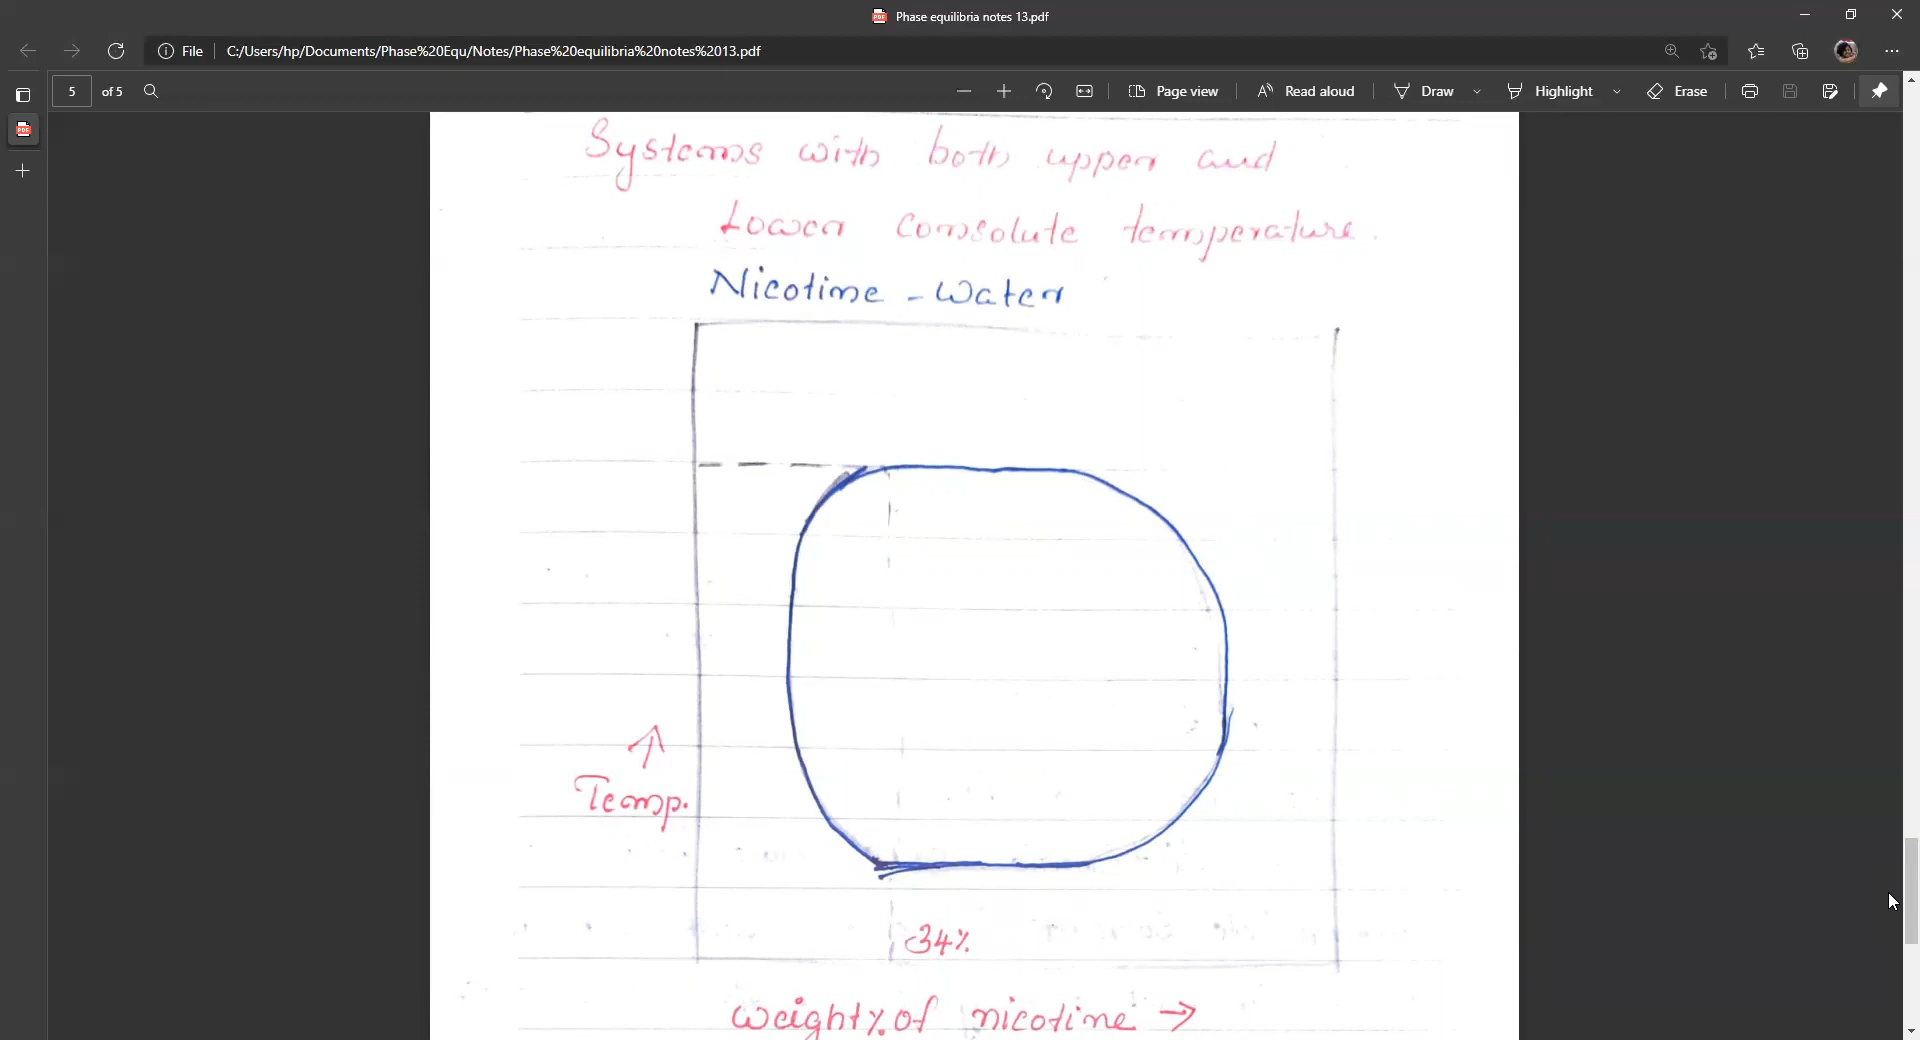 Phase equilibria notes 13.pdf
File C:/Users/hp/Documents/Phase%20Equ/Notes/Phase%20equilibria%20notes%2013.pdf
5 of 5 Page view Read aloud Draw Highlight Erase
Systems with both upper and
Lower consolute temperature.
Nicotine - Water
Temp.
34%
weight% of nicotine →